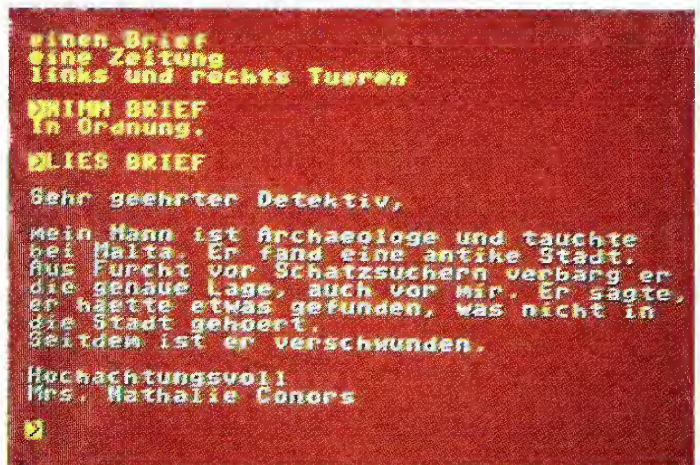 einen Brief
eine Zeitung
links und rechts Tueren
>NIMM BRIEF
In Ordnung.
>LIES BRIEF
Sehr geehrter Detektiv,
mein Mann ist Archaeologe und tauchte
bei Malta. Er fand eine antike Stadt.
Aus Furcht vor Schatzsuchern verbarg er
die genaue Lage, auch vor mir. Er sagte,
er haette etwas gefunden, was nicht in
die Stadt gehoert.
Seitdem ist er verschwunden.
Hochachtungsvoll
Mrs. Nathalie Conors
>